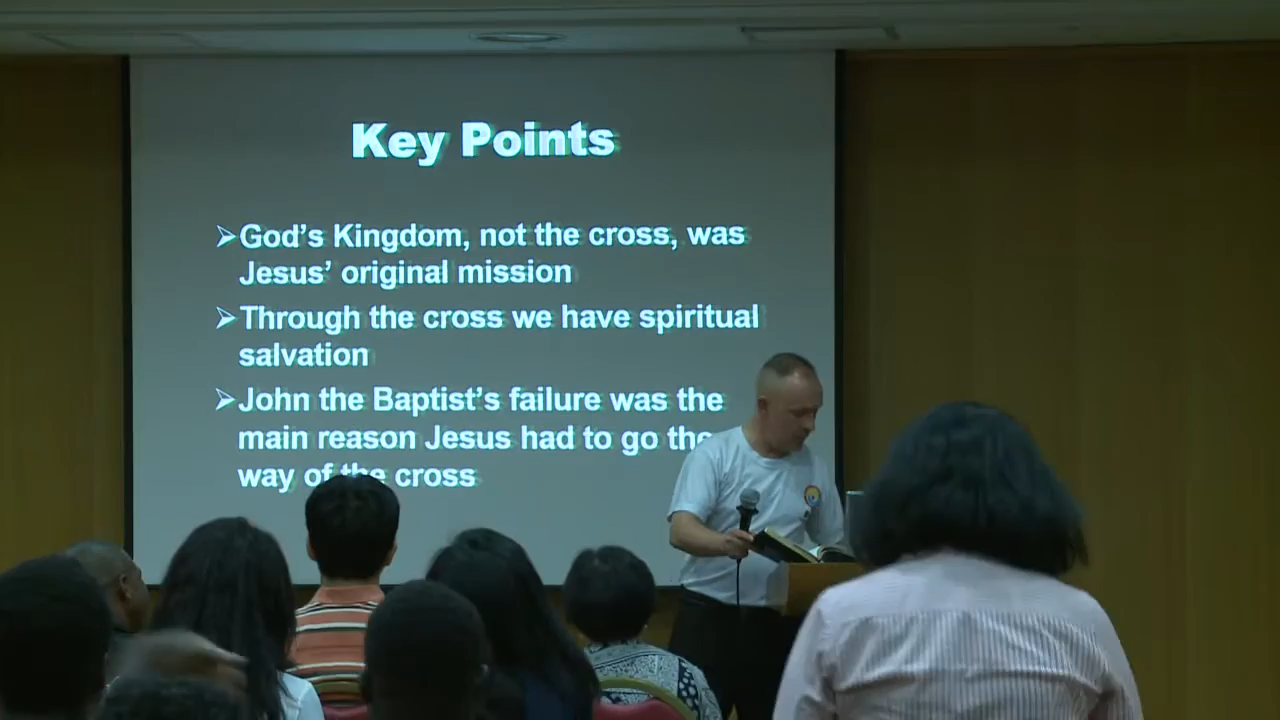 Key Points
➢God's Kingdom, not the cross, was
Jesus' original mission
➢Through the cross we have spiritual
salvation
➢John the Baptist's failure was the
main reason Jesus had to go the
way of the cross